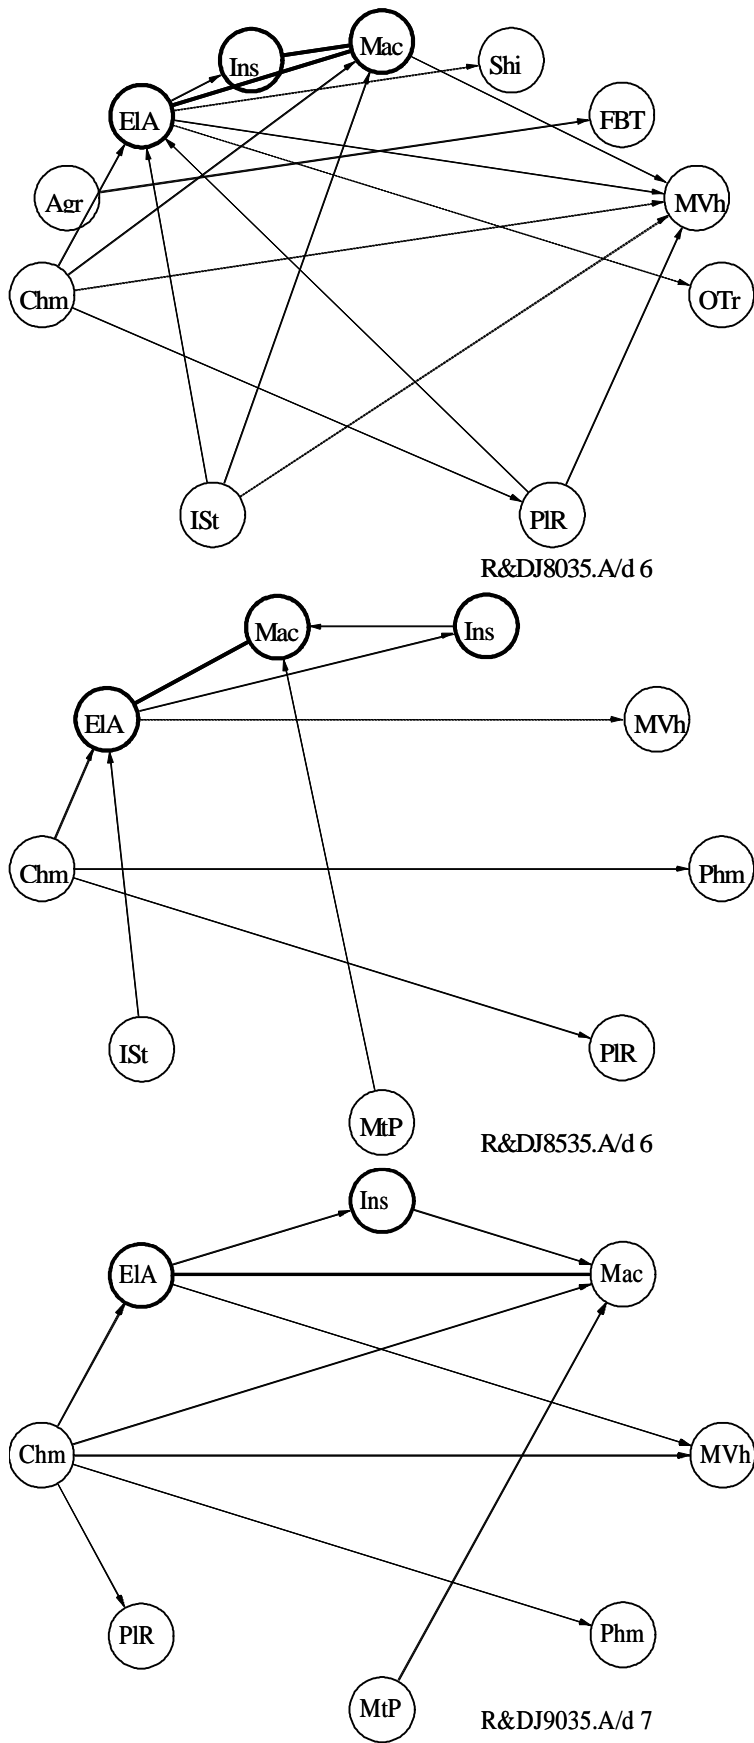 Ins
Mac
Shi
ElA
FBT
Agr
MVh
Chm
OTr
ISt
PlR
R&DJ8035.A/d 6
Mac
Ins
ElA
MVh
Chm
Phm
ISt
PlR
MtP
R&DJ8535.A/d 6
Ins
ElA
Mac
Chm
MVh
PlR
Phm
MtP
R&DJ9035.A/d 7